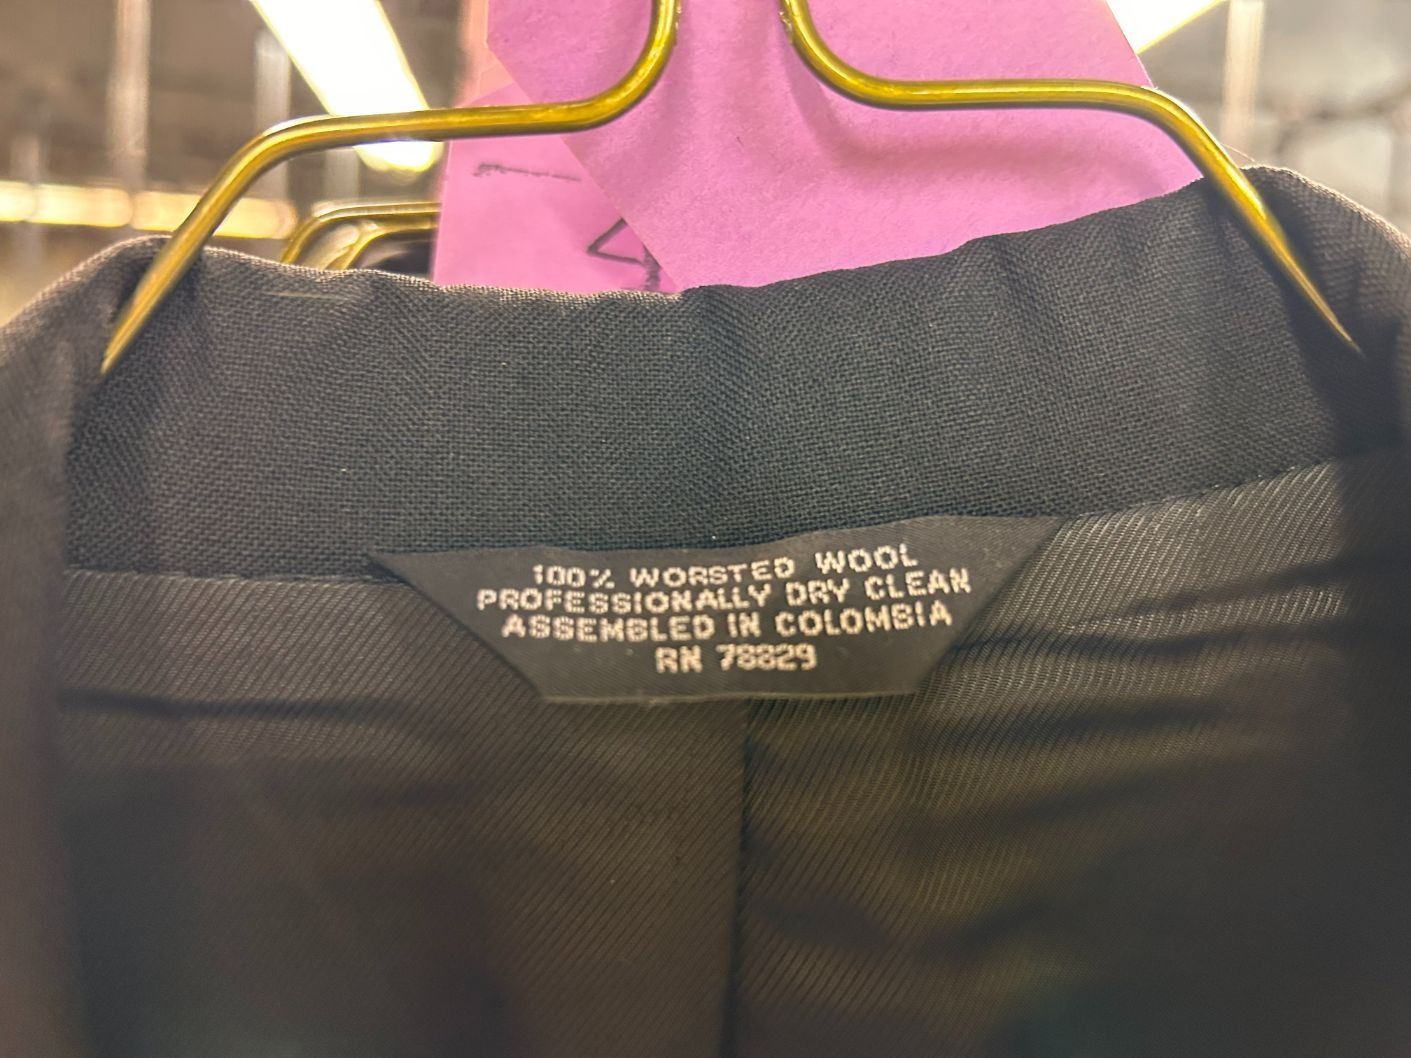 100% WORSTED WOOL
PROFESSIONALLY DRY CLEAN
ASSEMBLED IN COLOMBIA
RN 78829